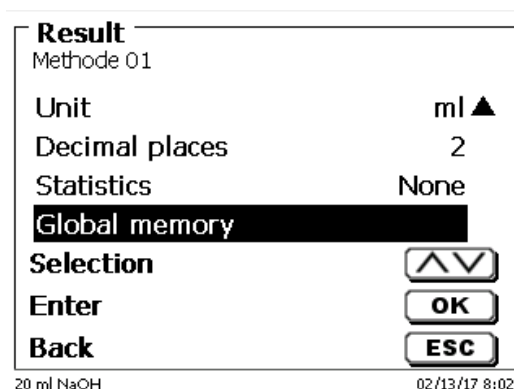 Result
Methode 01
Unit ml ▲
Decimal places 2
Statistics None
Global memory
Selection
Enter OK
Back ESC
20 ml NaOH 02/13/17 8:02